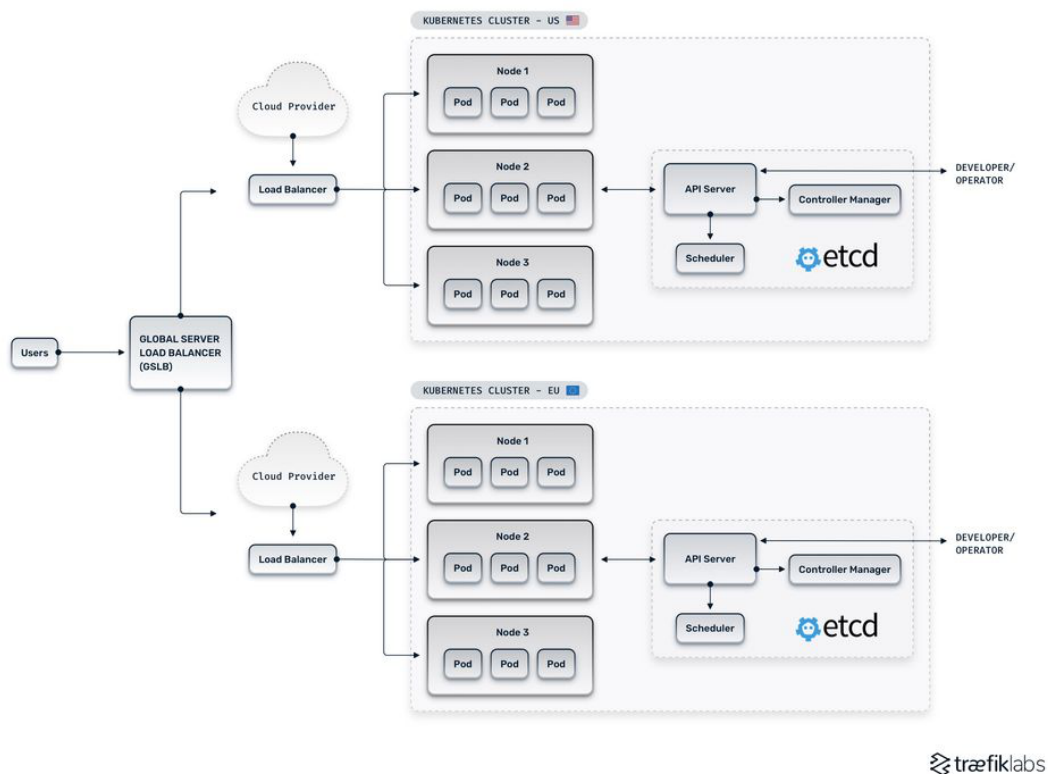 KUBERNETES CLUSTER - US
Cloud Provider
Load Balancer
Node 1
Pod Pod Pod
Node 2
Pod Pod Pod
Node 3
Pod Pod Pod
API Server
Controller Manager
Scheduler
etcd
DEVELOPER/
OPERATOR
Users
GLOBAL SERVER
LOAD BALANCER
(GSLB)
KUBERNETES CLUSTER - EU
Cloud Provider
Load Balancer
Node 1
Pod Pod Pod
Node 2
Pod Pod Pod
Node 3
Pod Pod Pod
API Server
Controller Manager
Scheduler
etcd
DEVELOPER/
OPERATOR
træfiklabs